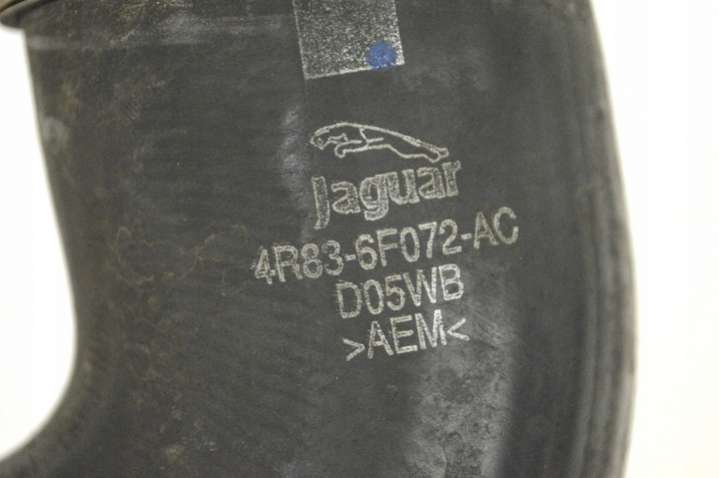 Jaguar
4R83-6F072-AC
D05WB
>AEM<